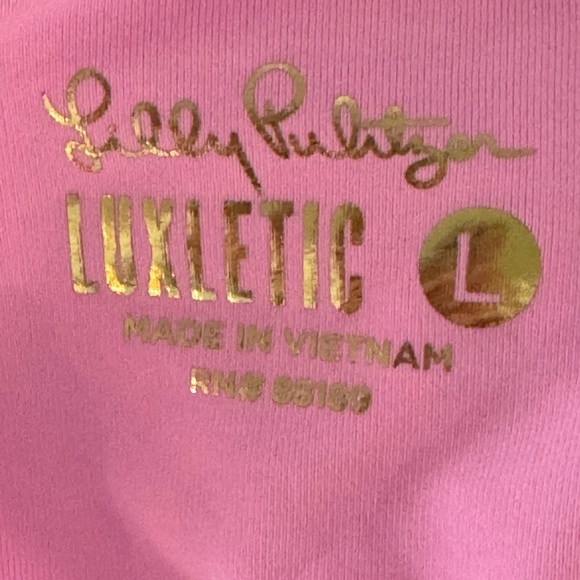 Lilly Pulitzer
LUXLETIC L
MADE IN VIETNAM
RN#